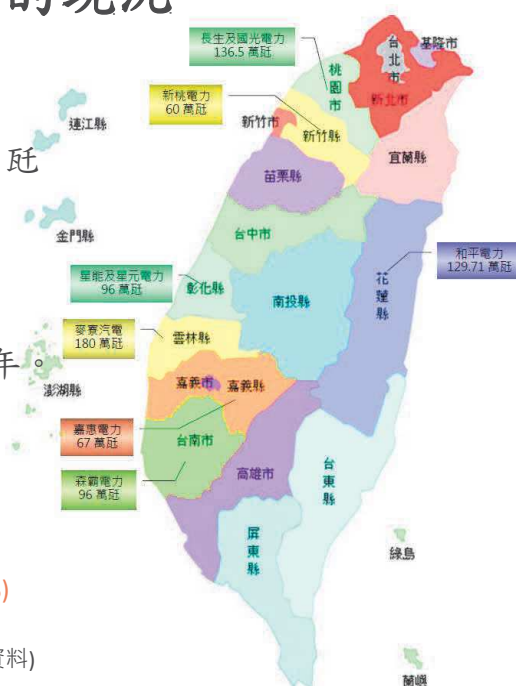 的現況
長生及國光電力
136.5 萬瓩
台北市
基隆市
桃園市
新北市
新桃電力
60 萬瓩
新竹市
新竹縣
連江縣
宜蘭縣
瓩
苗栗縣
金門縣
台中市
和平電力
129.71 萬瓩
星能及星元電力
96 萬瓩
彰化縣
南投縣
花蓮縣
麥寮汽電
180 萬瓩
雲林縣
年。
澎湖縣
嘉義市
嘉義縣
嘉惠電力
67 萬瓩
台南市
森霸電力
96 萬瓩
高雄市
台東縣
屏東縣
綠島
)
資料)
蘭嶼